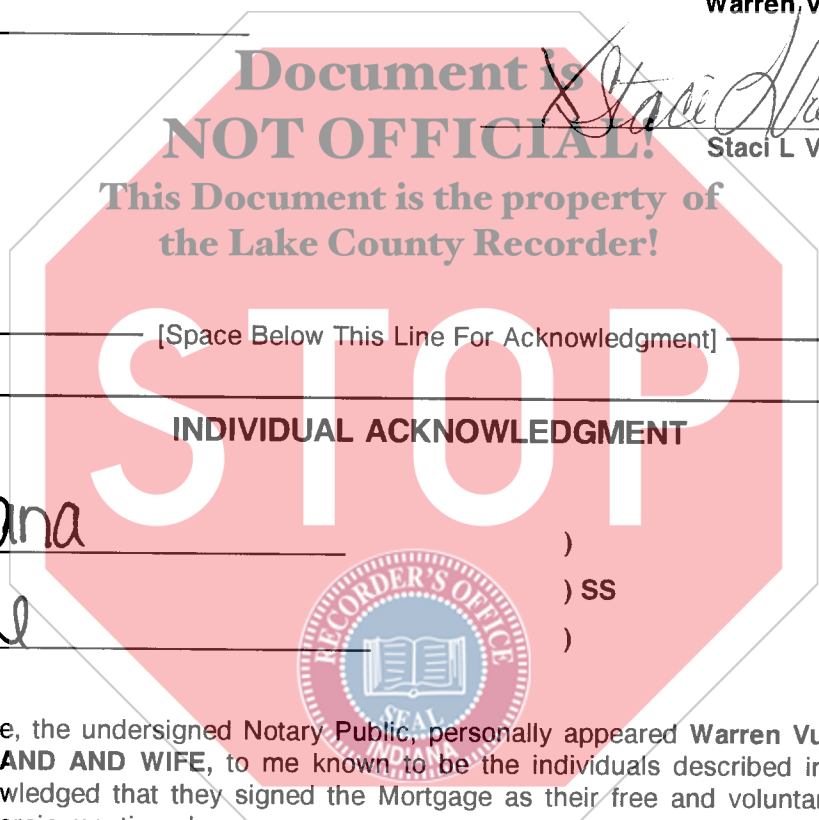 Warren V
Document is
NOT OFFICIAL!
Staci L V
This Document is the property of
the Lake County Recorder!
[Space Below This Line For Acknowledgment]
STOP
INDIVIDUAL ACKNOWLEDGMENT
ana
)
) SS
)
RECORDER'S OFFICE
SEAL
INDIANA
e, the undersigned Notary Public, personally appeared Warren Vu
AND AND WIFE, to me known to be the individuals described in
wledged that they signed the Mortgage as their free and volunta